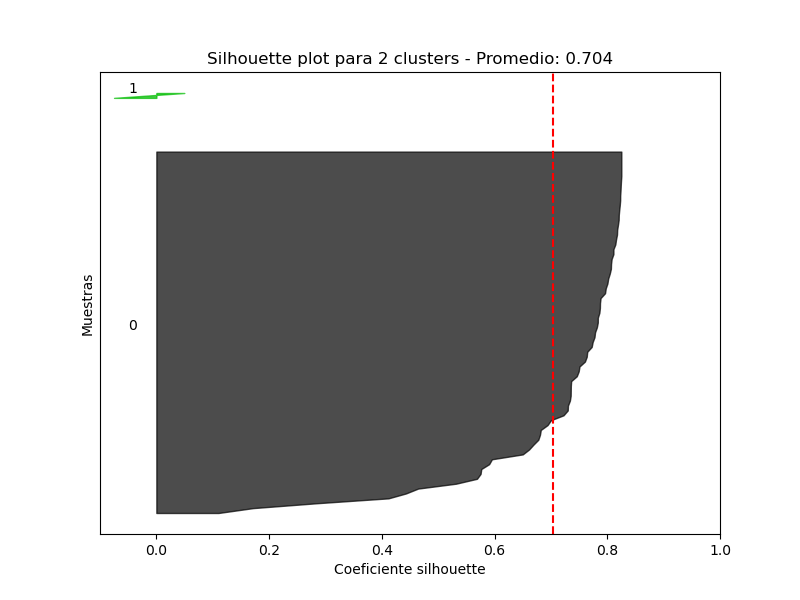 Silhouette plot para 2 clusters - Promedio: 0.704
1
0
Muestras
0.0 0.2 0.4 0.6 0.8 1.0
Coeficiente silhouette